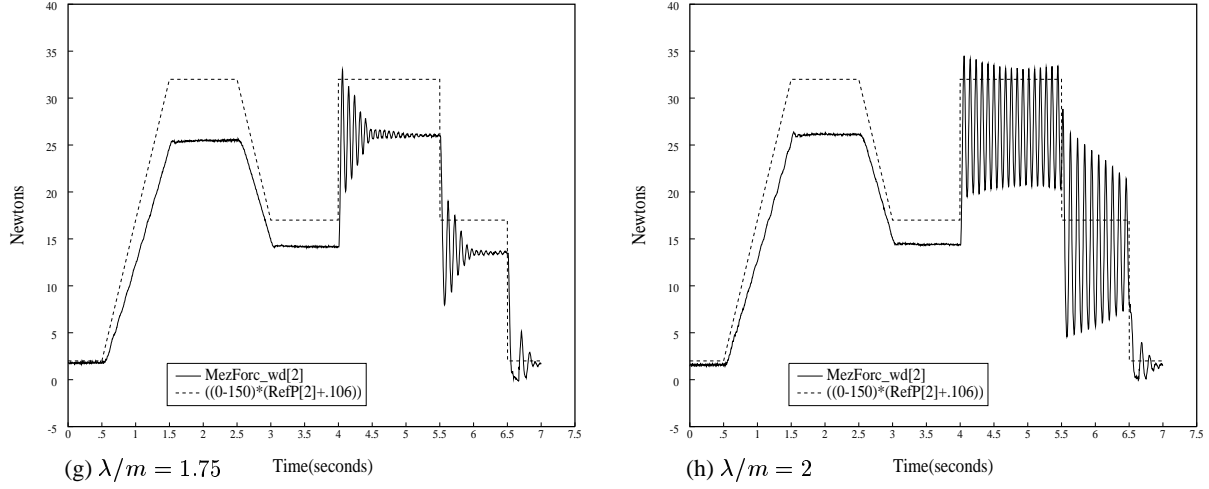 40
35
30
25
20
15
10
5
0
-5
Newtons
MezForc_wd[2]
((0-150)*(RefP[2]+.106))
0 .5 1 1.5 2 2.5 3 3.5 4 4.5 5 5.5 6 6.5 7 7.5
(g) λ/m = 1.75 Time(seconds)
40
35
30
25
20
15
10
5
0
-5
Newtons
MezForc_wd[2]
((0-150)*(RefP[2]+.106))
0 .5 1 1.5 2 2.5 3 3.5 4 4.5 5 5.5 6 6.5 7 7.5
(h) λ/m = 2 Time(seconds)